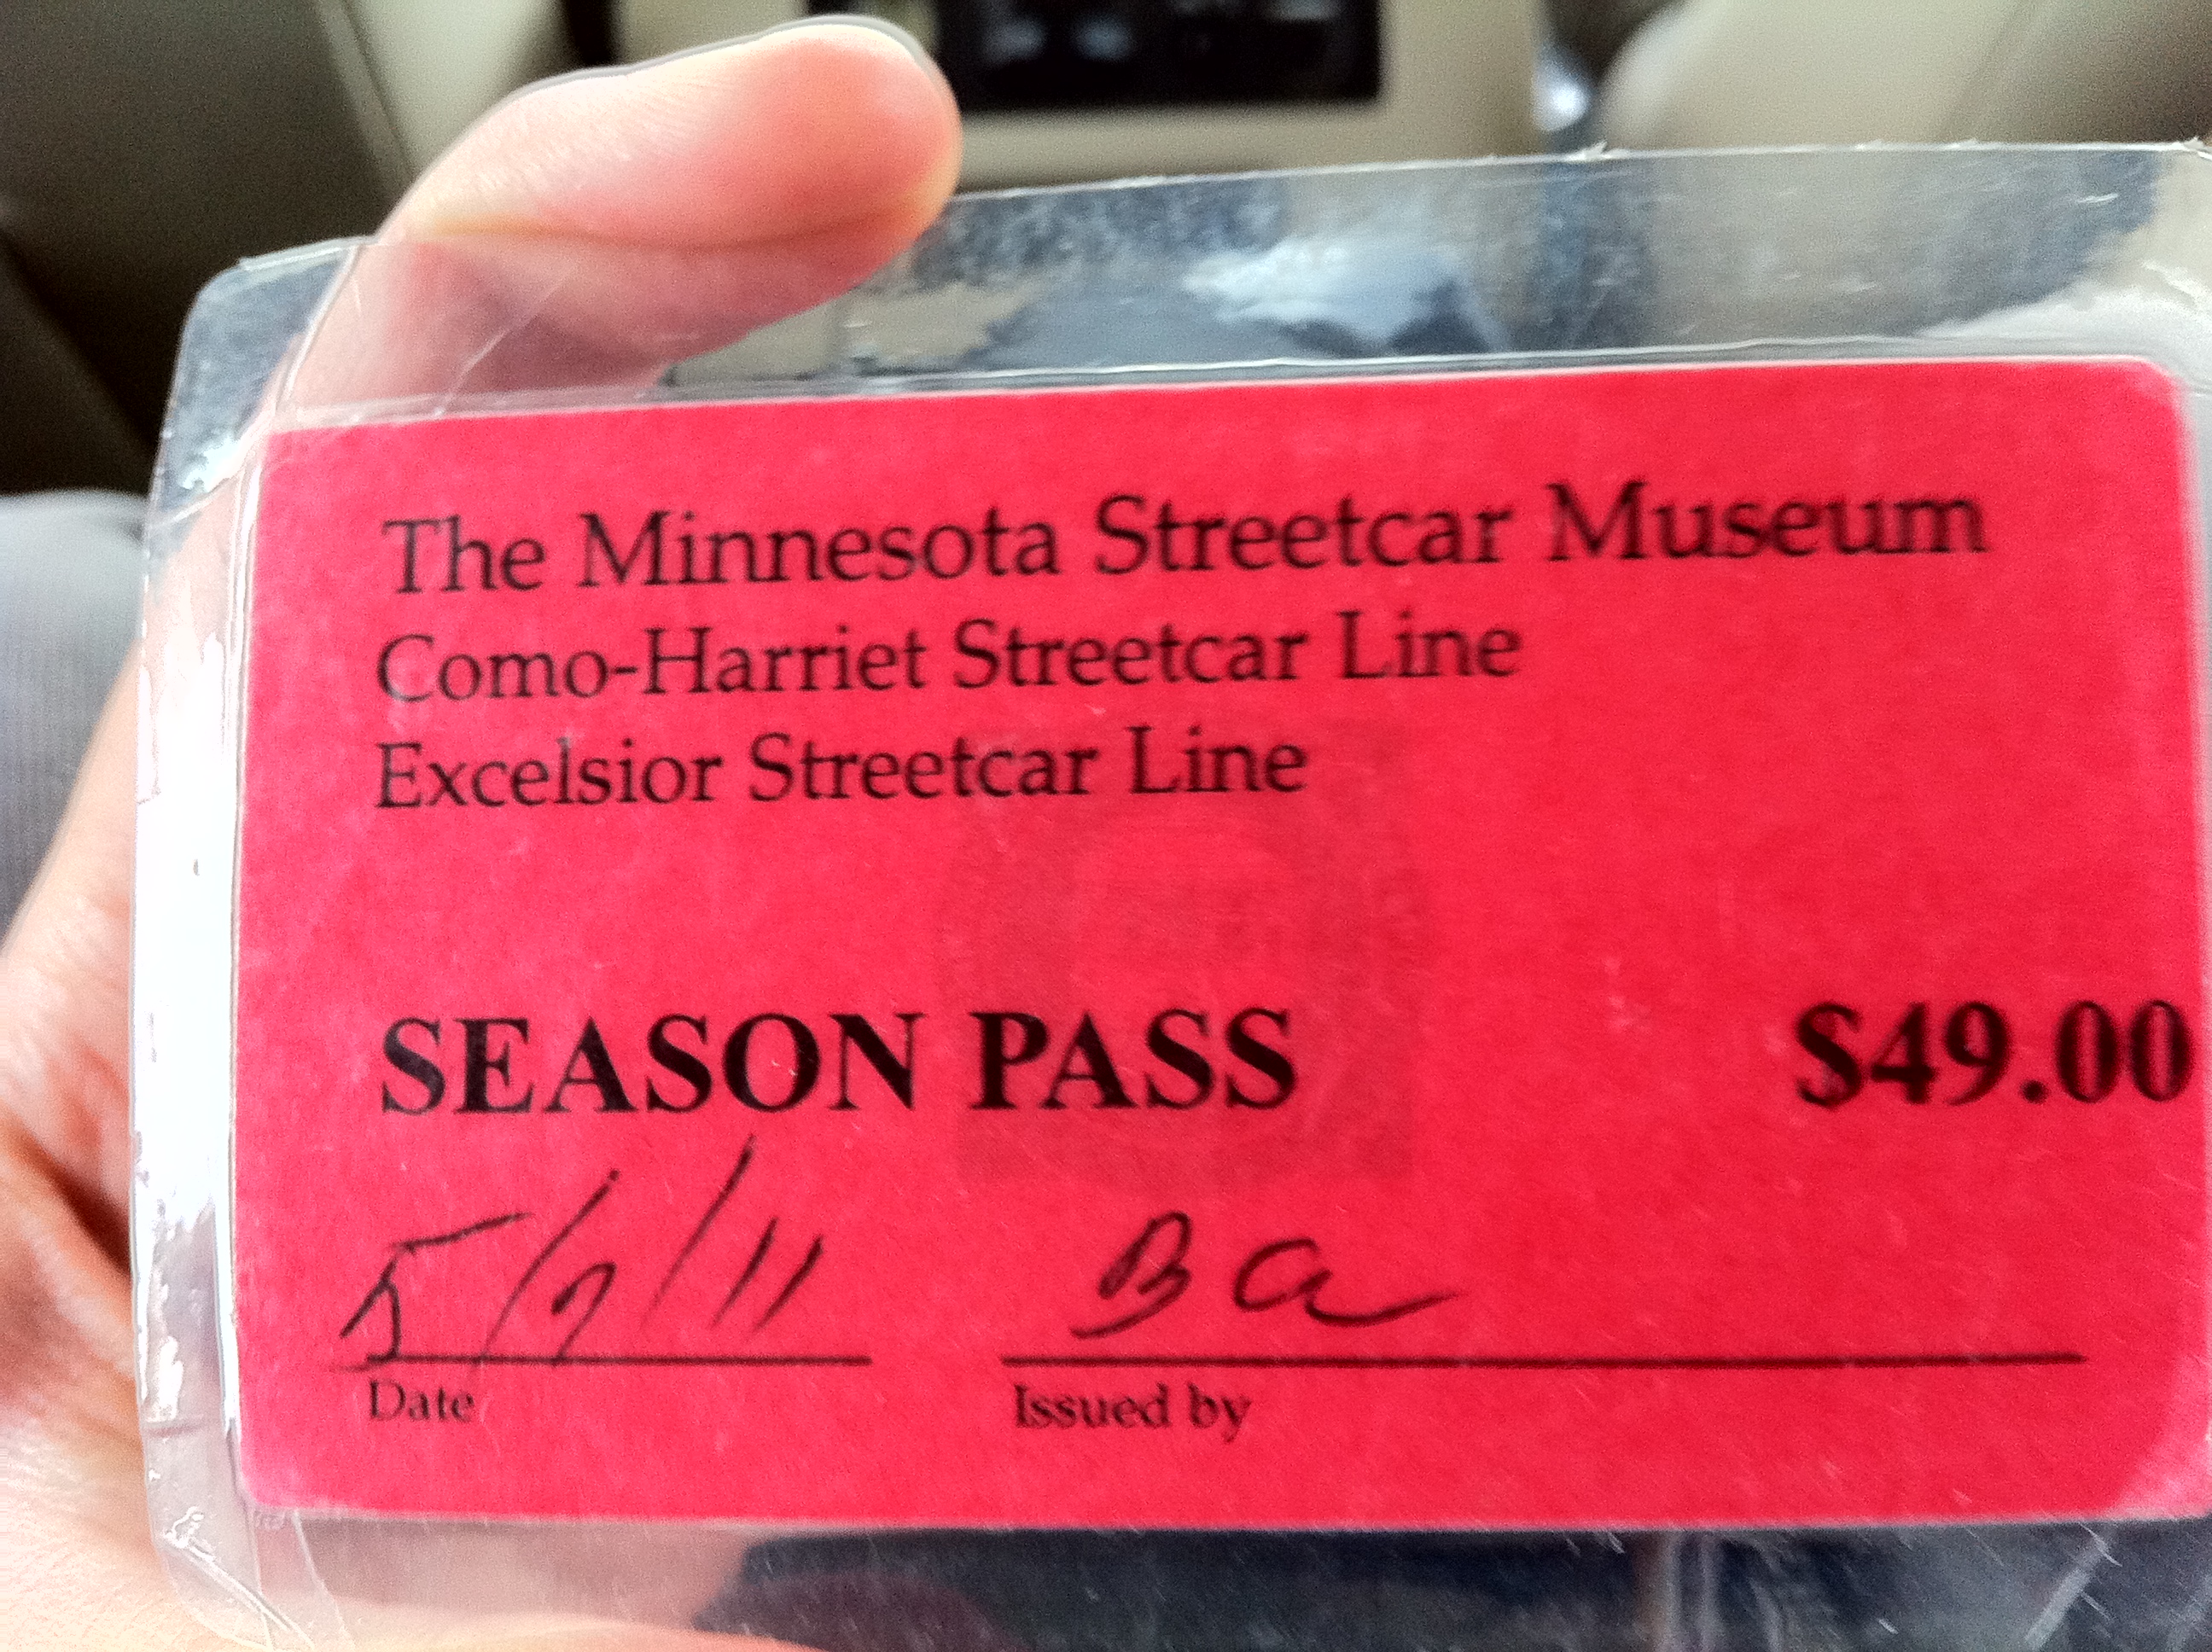 The Minnesota Streetcar Museum
Como-Harriet Streetcar Line
Excelsior Streetcar Line
SEASON PASS $49.00
5/7/11 Ba
Date Issued by